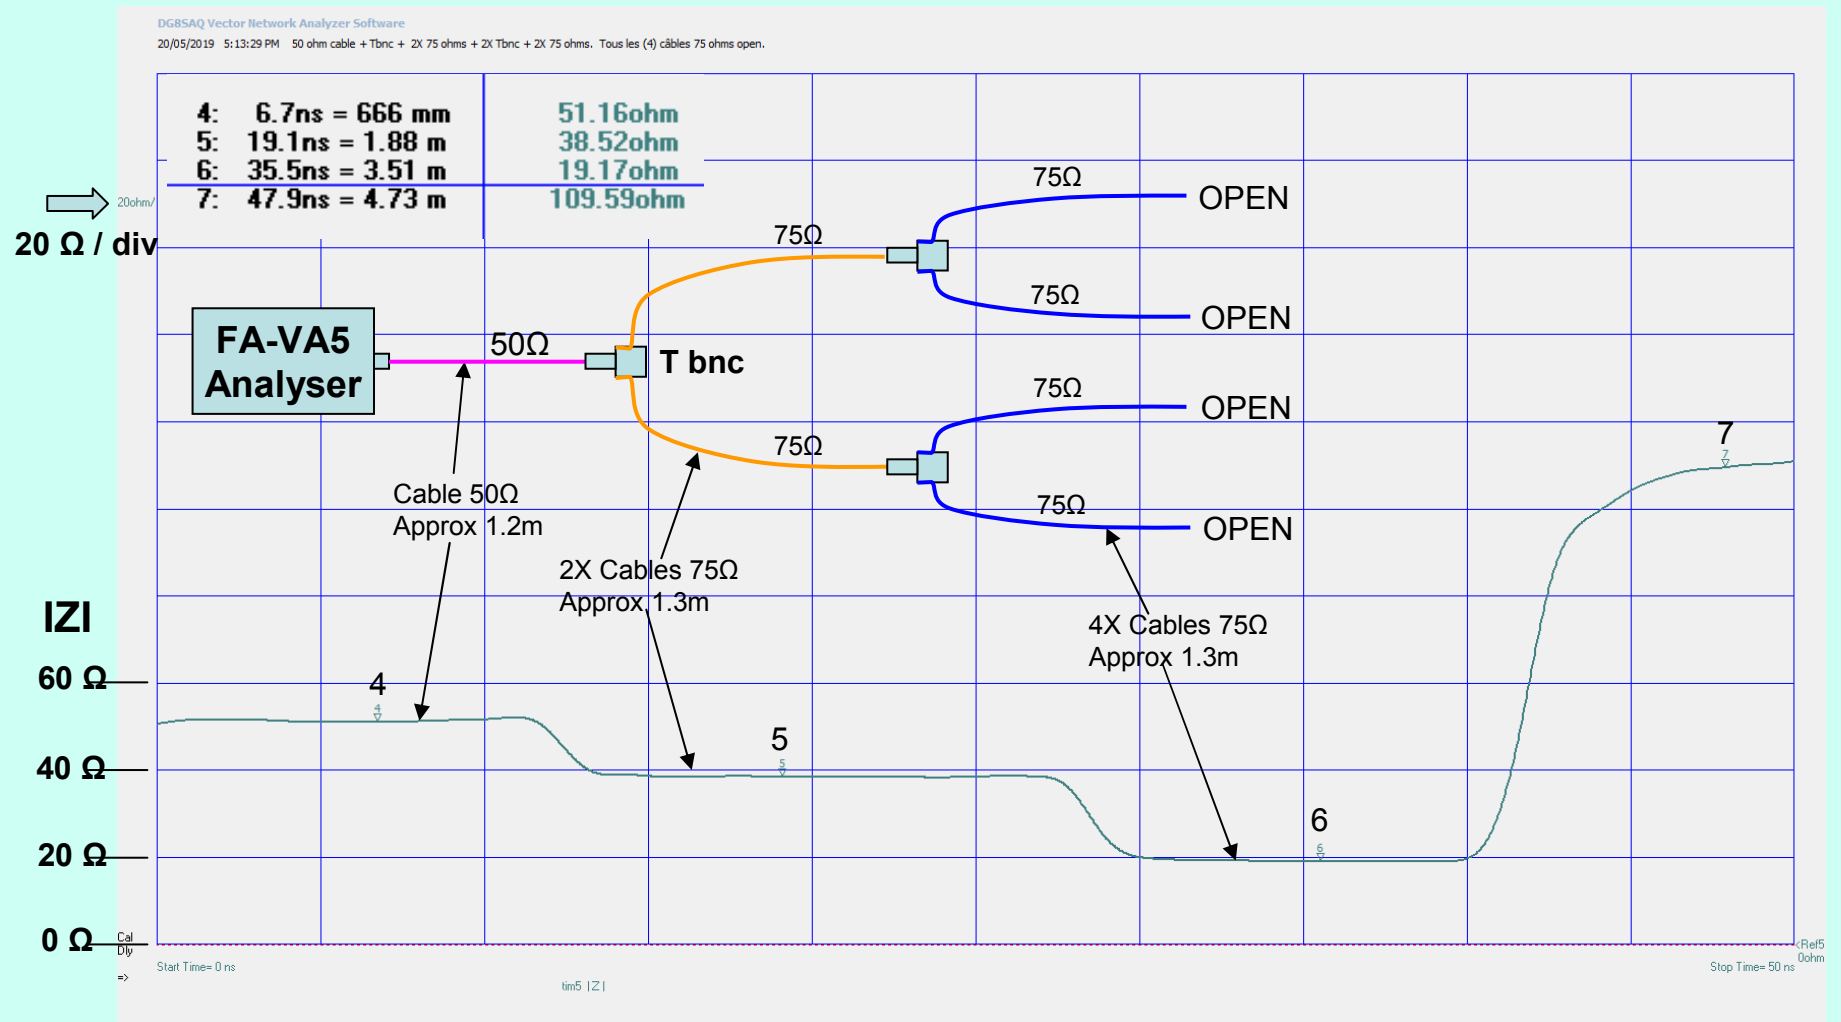 DG8SAQ Vector Network Analyzer Software
20/05/2019 5:13:29 PM 50 ohm cable + Tbnc + 2X 75 ohms + 2X Tbnc + 2X 75 ohms. Tous les (4) câbles 75 ohms open.
4: 6.7ns = 666 mm 51.16ohm
5: 19.1ns = 1.88 m 38.52ohm
6: 35.5ns = 3.51 m 19.17ohm
7: 47.9ns = 4.73 m 109.59ohm
20ohm/
20 Ω / div
75Ω
OPEN
75Ω
75Ω
OPEN
FA-VA5
Analyser
50Ω
T bnc
75Ω
OPEN
75Ω
75Ω
OPEN
Cable 50Ω
Approx 1.2m
2X Cables 75Ω
Approx 1.3m
4X Cables 75Ω
Approx 1.3m
7
7
IZI
60 Ω
4
4
40 Ω
5
5
20 Ω
6
6
0 Ω
Cal
Dly
=>
<Ref5
0ohm
Start Time= 0 ns
Stop Time= 50 ns
tim5 |Z|